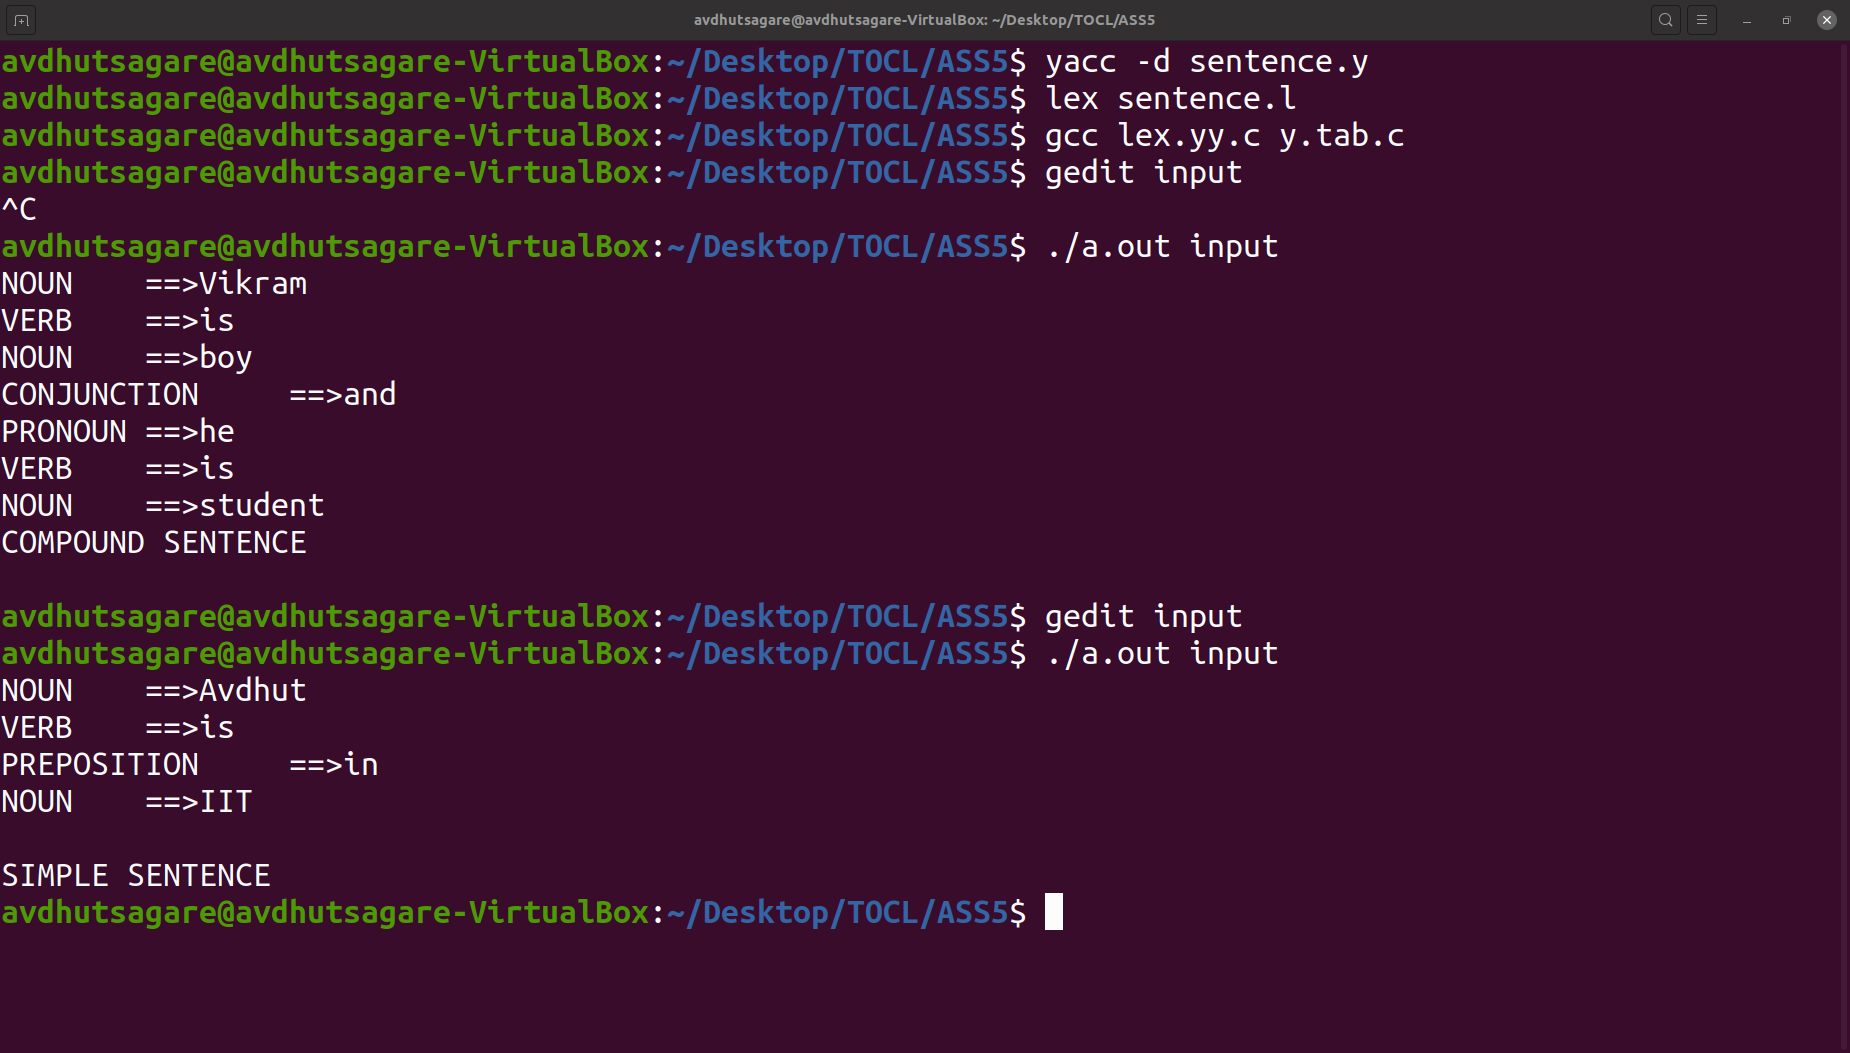 avdhutsagare@avdhutsagare-VirtualBox: ~/Desktop/TOCL/ASS5
avdhutsagare@avdhutsagare-VirtualBox:~/Desktop/TOCL/ASS5$ yacc -d sentence.y
avdhutsagare@avdhutsagare-VirtualBox:~/Desktop/TOCL/ASS5$ lex sentence.l
avdhutsagare@avdhutsagare-VirtualBox:~/Desktop/TOCL/ASS5$ gcc lex.yy.c y.tab.c
avdhutsagare@avdhutsagare-VirtualBox:~/Desktop/TOCL/ASS5$ gedit input
^C
avdhutsagare@avdhutsagare-VirtualBox:~/Desktop/TOCL/ASS5$ ./a.out input
NOUN    ==>Vikram
VERB    ==>is
NOUN    ==>boy
CONJUNCTION     ==>and
PRONOUN ==>he
VERB    ==>is
NOUN    ==>student
COMPOUND SENTENCE
avdhutsagare@avdhutsagare-VirtualBox:~/Desktop/TOCL/ASS5$ gedit input
avdhutsagare@avdhutsagare-VirtualBox:~/Desktop/TOCL/ASS5$ ./a.out input
NOUN    ==>Avdhut
VERB    ==>is
PREPOSITION     ==>in
NOUN    ==>IIT
SIMPLE SENTENCE
avdhutsagare@avdhutsagare-VirtualBox:~/Desktop/TOCL/ASS5$